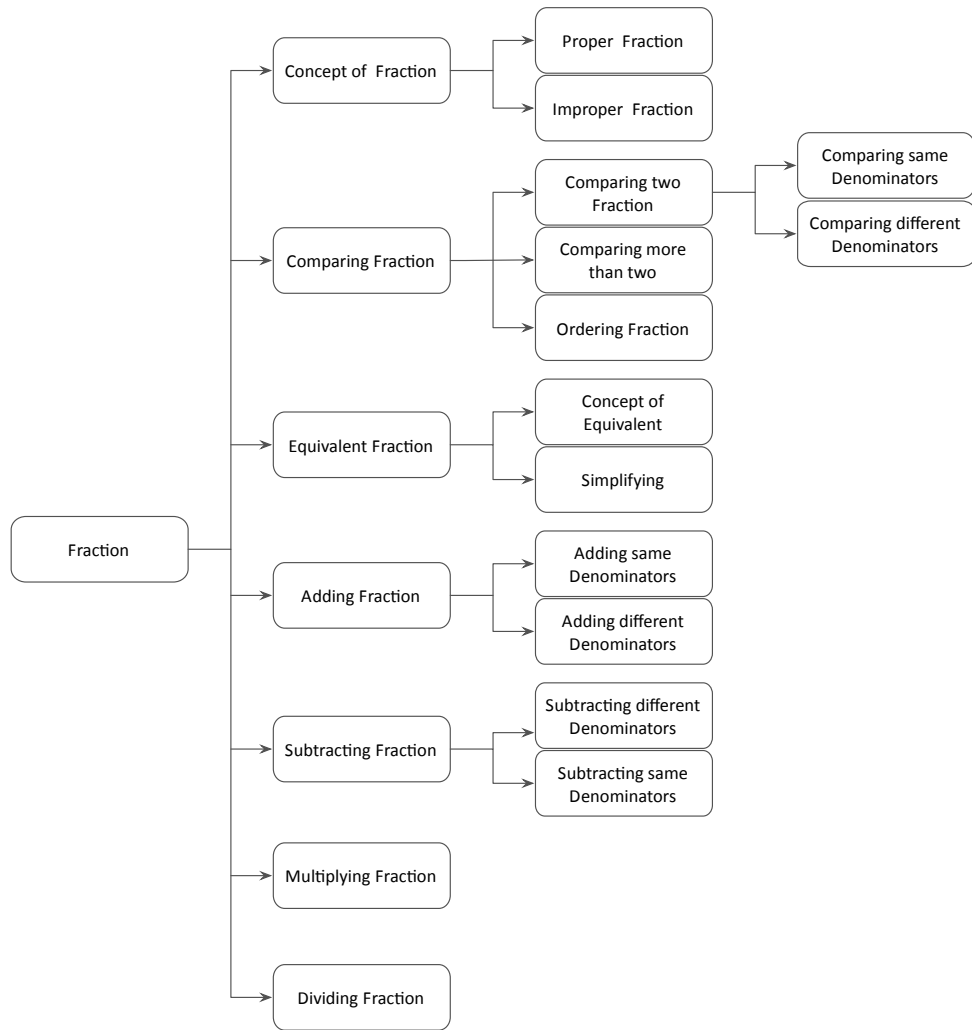 Proper Fraction
Concept of Fraction
Improper Fraction
Comparing same
Denominators
Comparing two
Fraction
Comparing different
Denominators
Comparing Fraction
Comparing more
than two
Ordering Fraction
Concept of
Equivalent
Equivalent Fraction
Simplifying
Fraction
Adding same
Denominators
Adding Fraction
Adding different
Denominators
Subtracting different
Denominators
Subtracting Fraction
Subtracting same
Denominators
Multiplying Fraction
Dividing Fraction